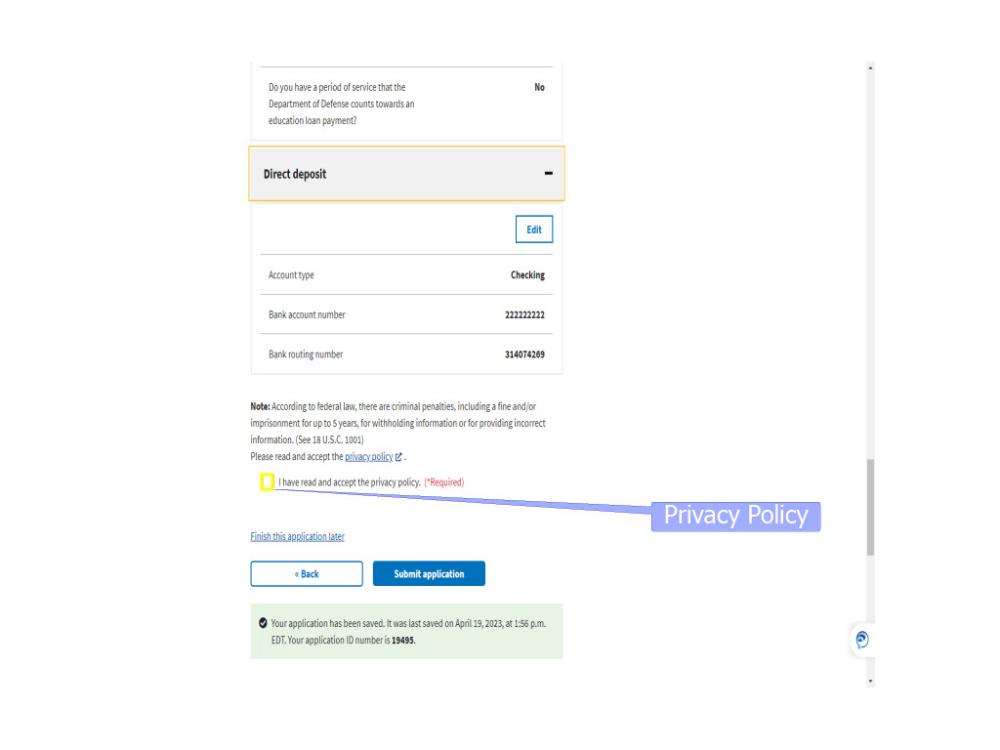 Do you have a period of service that the
No
Department of Defense counts towards an
education loan payment?
Direct deposit
Edit
Account type
Checking
Bank account number
222222222
Bank routing number
314074269
Note: According to federal law, there are criminal penalties, including a fine and/or
imprisonment for up to 5 years, for withholding information or for providing incorrect
information. (See 18 U.S.C. 1001)
Please read and accept the privacy policy .
I have read and accept the privacy policy. (*Required)
Privacy Policy
Finish this application later
« Back
Submit application
Your application has been saved. It was last saved on April 19, 2023, at 1:56 p.m.
EDT. Your application ID number is 19495.